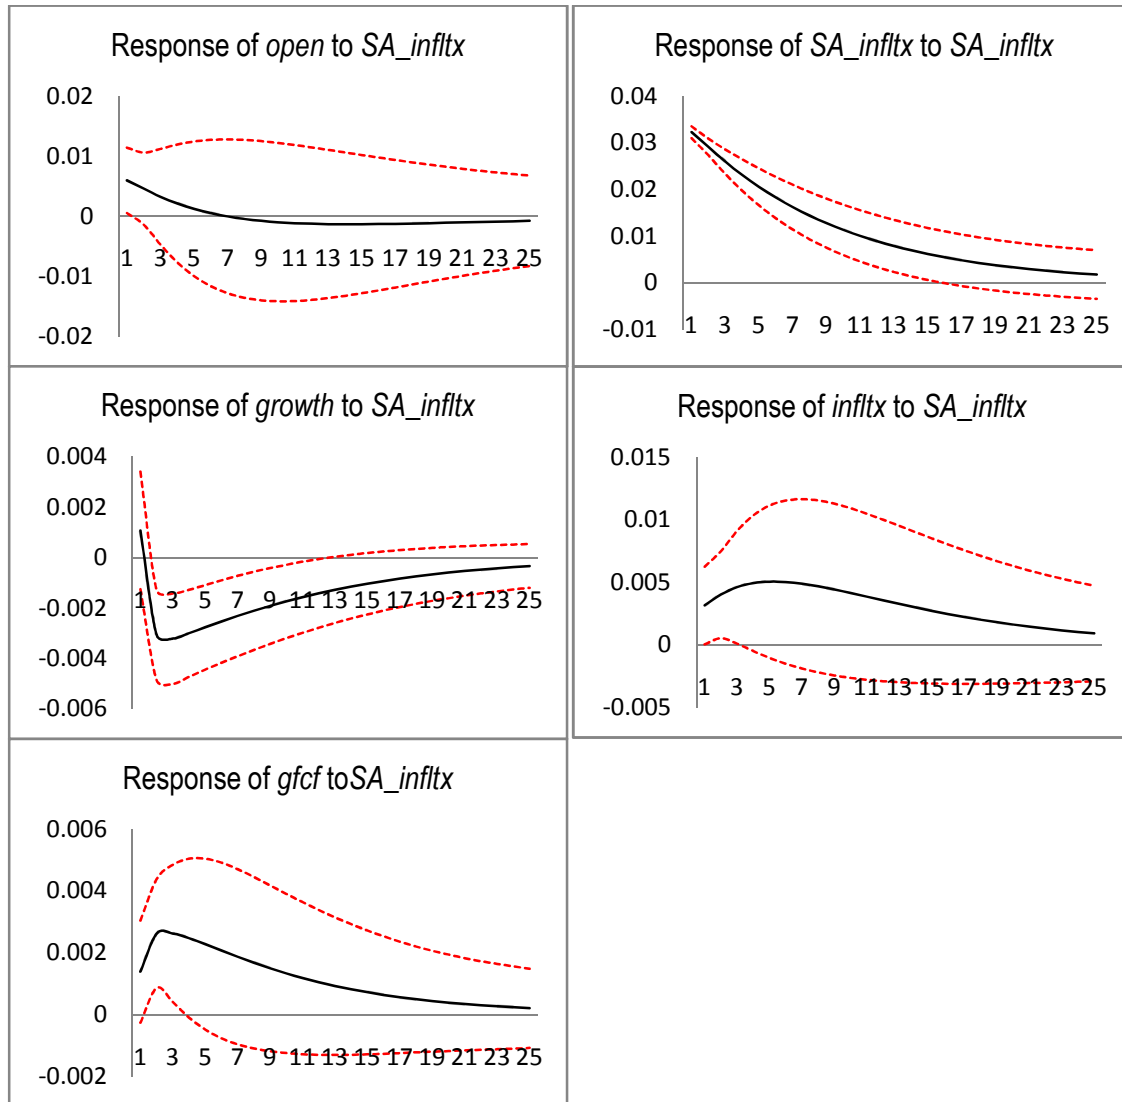 Response of open to SA_infltx
0.02
0.01
0
-0.01
-0.02
1 3 5 7 9 11 13 15 17 19 21 23 25
Response of SA_infltx to SA_infltx
0.04
0.03
0.02
0.01
0
-0.01
1 3 5 7 9 11 13 15 17 19 21 23 25
Response of growth to SA_infltx
0.004
0.002
0
-0.002
-0.004
-0.006
1 3 5 7 9 11 13 15 17 19 21 23 25
Response of infltx to SA_infltx
0.015
0.01
0.005
0
-0.005
1 3 5 7 9 11 13 15 17 19 21 23 25
Response of gfcf toSA_infltx
0.006
0.004
0.002
0
-0.002
1 3 5 7 9 11 13 15 17 19 21 23 25